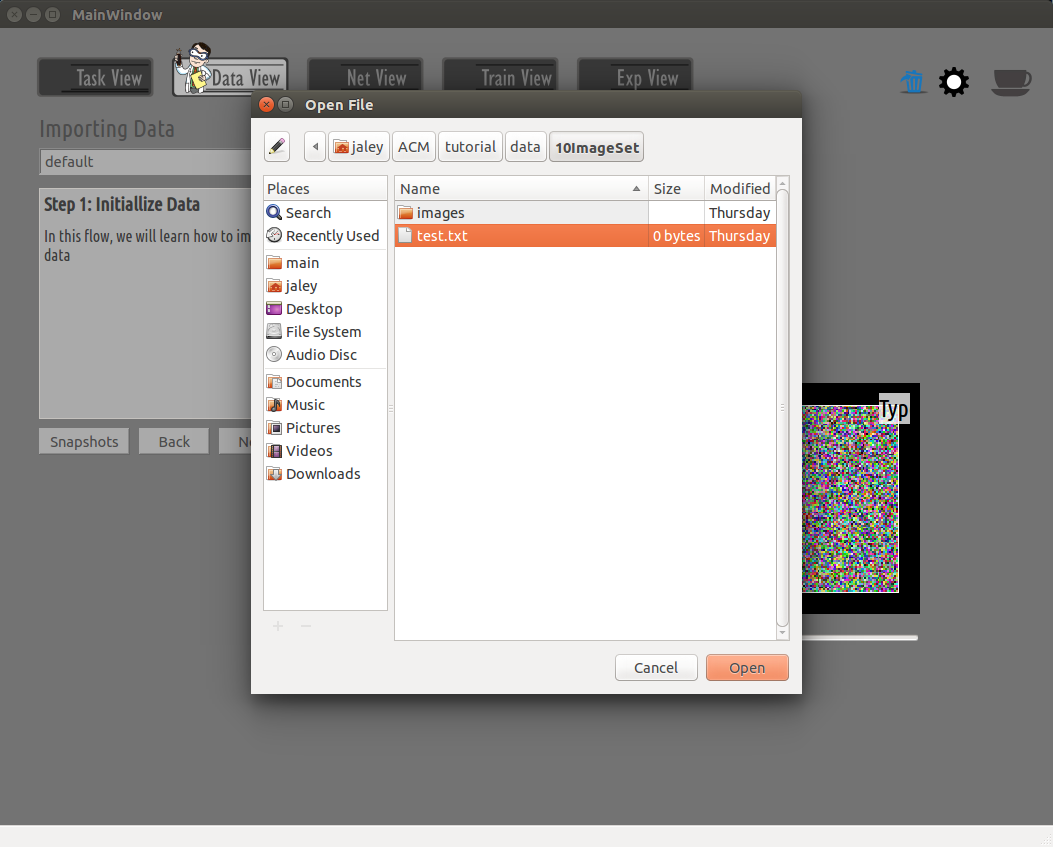 MainWindow
Task View
Data View
Net View
Train View
Exp View
Importing Data
default
Step 1: Initiallize Data
In this flow, we will learn how to im
data
Snapshots
Back
Open File
jaley
ACM
tutorial
data
10ImageSet
Places
Search
Recently Used
main
jaley
Desktop
File System
Audio Disc
Documents
Music
Pictures
Videos
Downloads
Name Size Modified
images Thursday
test.txt 0 bytes Thursday
Cancel
Open
Typ